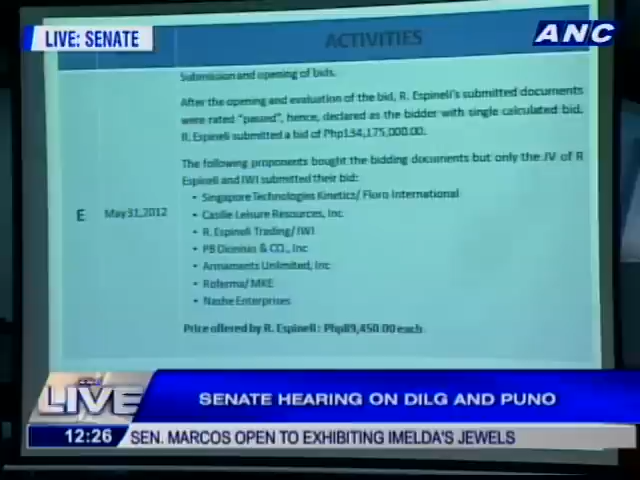 LIVE: SENATE
ANC
ACTIVITIES
Submission and opening of bids.
After the opening and evaluation of the bid, R. Espineli's submitted documents
were rated "passed", hence, declared as the bidder with single calculated bid.
R. Espineli submitted a bid of Php134,175,000.00.
The following proponents bought the bidding documents but only the JV of R
Espineli and IWI submitted their bid:
• Singapore Technologies Kinetics/ Floro International
• Casilie Leisure Resources, Inc
• R. Espineli Trading/ IWI
E May 31, 2012
• PB Dionisio & CO., Inc
• Armaments Unlimited, Inc
• Roferma/ MKE
• Nashe Enterprises
Price offered by R. Espineli: Php89,450.00 each
LIVE
SENATE HEARING ON DILG AND PUNO
12:26 SEN. MARCOS OPEN TO EXHIBITING IMELDA'S JEWELS